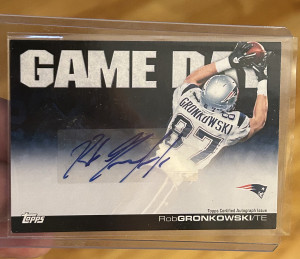 GAME DA
GRONKOWSKI
87
Topps Certified Autograph Issue
Topps
RobGRONKOWSKI/TE